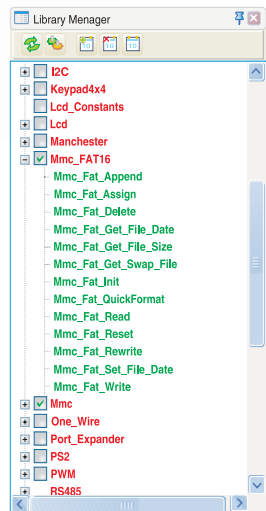 Library Menager
I2C
Keypad4x4
Lcd_Constants
Lcd
Manchester
Mmc_FAT16
Mmc_Fat_Append
Mmc_Fat_Assign
Mmc_Fat_Delete
Mmc_Fat_Get_File_Date
Mmc_Fat_Get_File_Size
Mmc_Fat_Get_Swap_File
Mmc_Fat_Init
Mmc_Fat_QuickFormat
Mmc_Fat_Read
Mmc_Fat_Reset
Mmc_Fat_Rewrite
Mmc_Fat_Set_File_Date
Mmc_Fat_Write
Mmc
One_Wire
Port_Expander
PS2
PWM
RS485